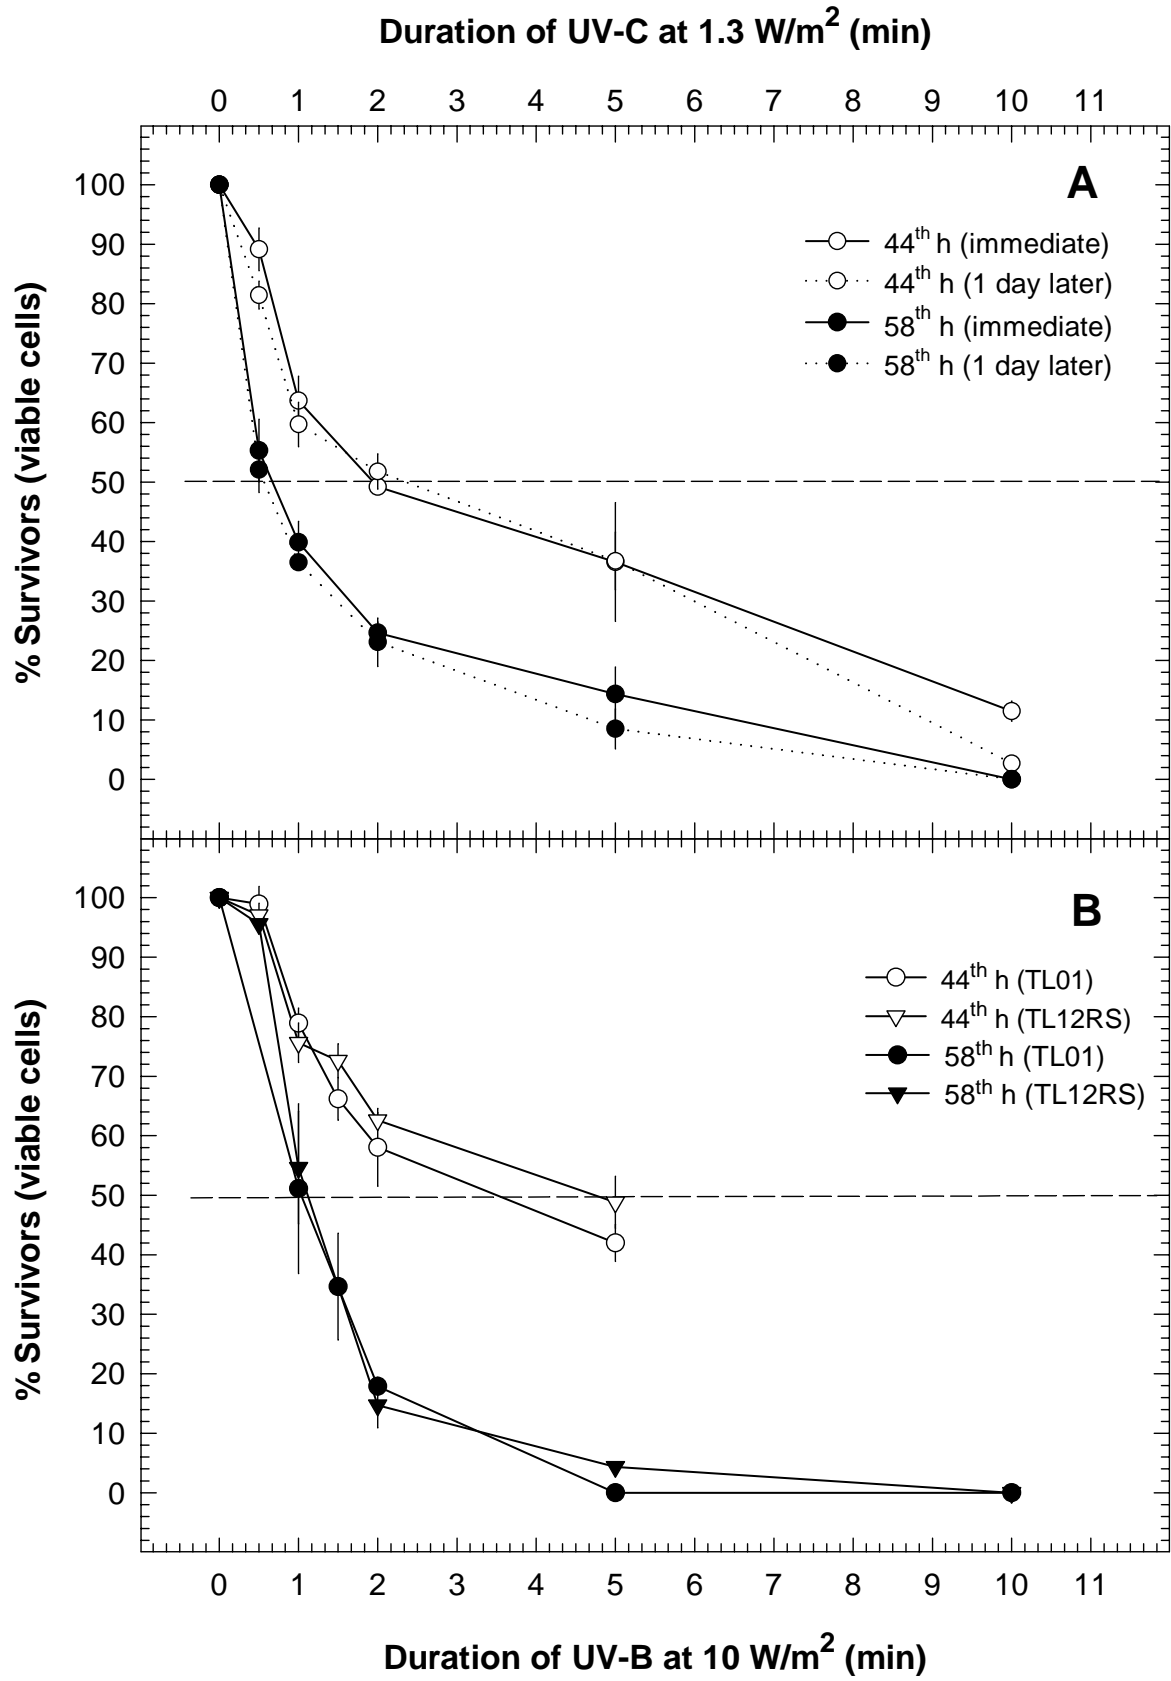 Duration of UV-C at 1.3 W/m² (min)
0 1 2 3 4 5 6 7 8 9 10 11
100
90
80
70
60
50
40
30
20
10
0
% Survivors (viable cells)
A
44th h (immediate)
44th h (1 day later)
58th h (immediate)
58th h (1 day later)
100
90
80
70
60
50
40
30
20
10
0
% Survivors (viable cells)
B
44th h (TL01)
44th h (TL12RS)
58th h (TL01)
58th h (TL12RS)
0 1 2 3 4 5 6 7 8 9 10 11
Duration of UV-B at 10 W/m² (min)